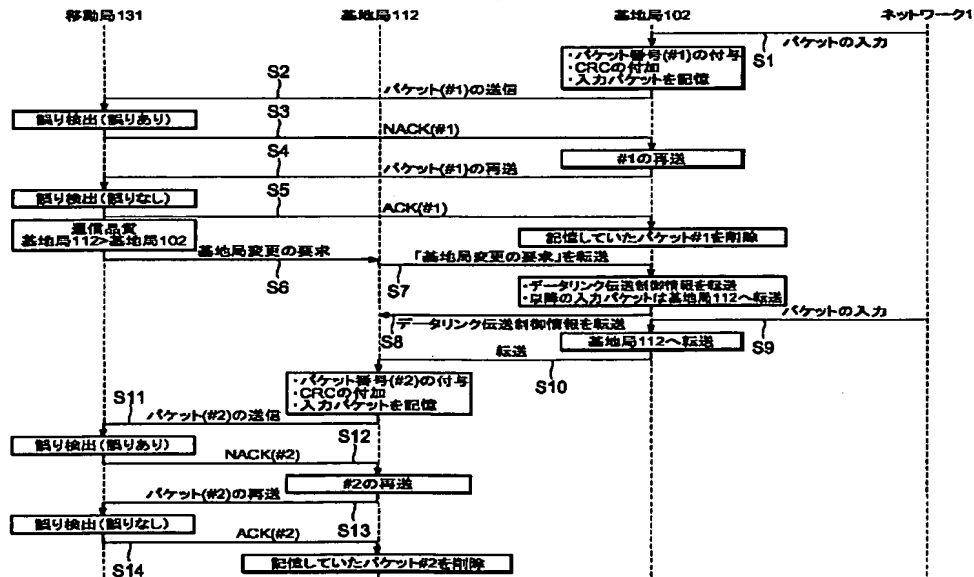 移動局131
基地局112
基地局102
ネットワーク1
パケットの入力
S1
・パケット番号(#1)の付与
・CRCの付加
・入力パケットを記憶
S2
パケット(#1)の送信
誤り検出(誤りあり)
S3
NACK(#1)
#1の再送
S4
パケット(#1)の再送
誤り検出(誤りなし)
S5
ACK(#1)
記憶していたパケット#1を削除
通信品質
基地局112>基地局102
基地局変更の要求
S6
「基地局変更の要求」を転送
S7
・データリンク伝送制御情報を転送
・以降の入力パケットは基地局112へ転送
データリンク伝送制御情報を転送
S8
パケットの入力
S9
基地局112へ転送
転送
S10
・パケット番号(#2)の付与
・CRCの付加
・入力パケットを記憶
S11
パケット(#2)の送信
誤り検出(誤りあり)
S12
NACK(#2)
#2の再送
パケット(#2)の再送
S13
誤り検出(誤りなし)
ACK(#2)
S14
記憶していたパケット#2を削除